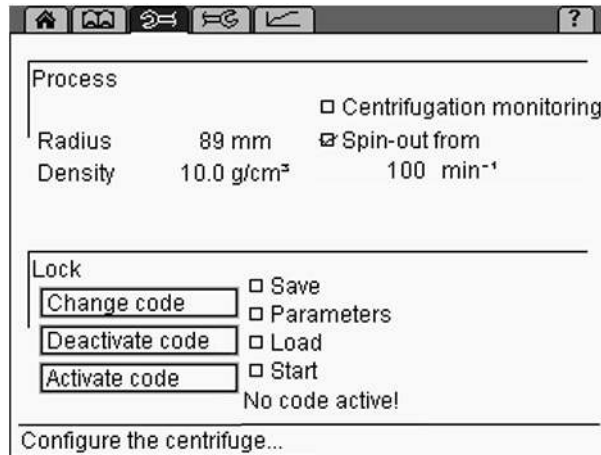 ?
Process
Centrifugation monitoring
Radius 89 mm Spin-out from
Density 10.0 g/cm³ 100 min⁻¹
Lock
Save
Change code
Parameters
Deactivate code Load
Activate code Start
No code active!
Configure the centrifuge...